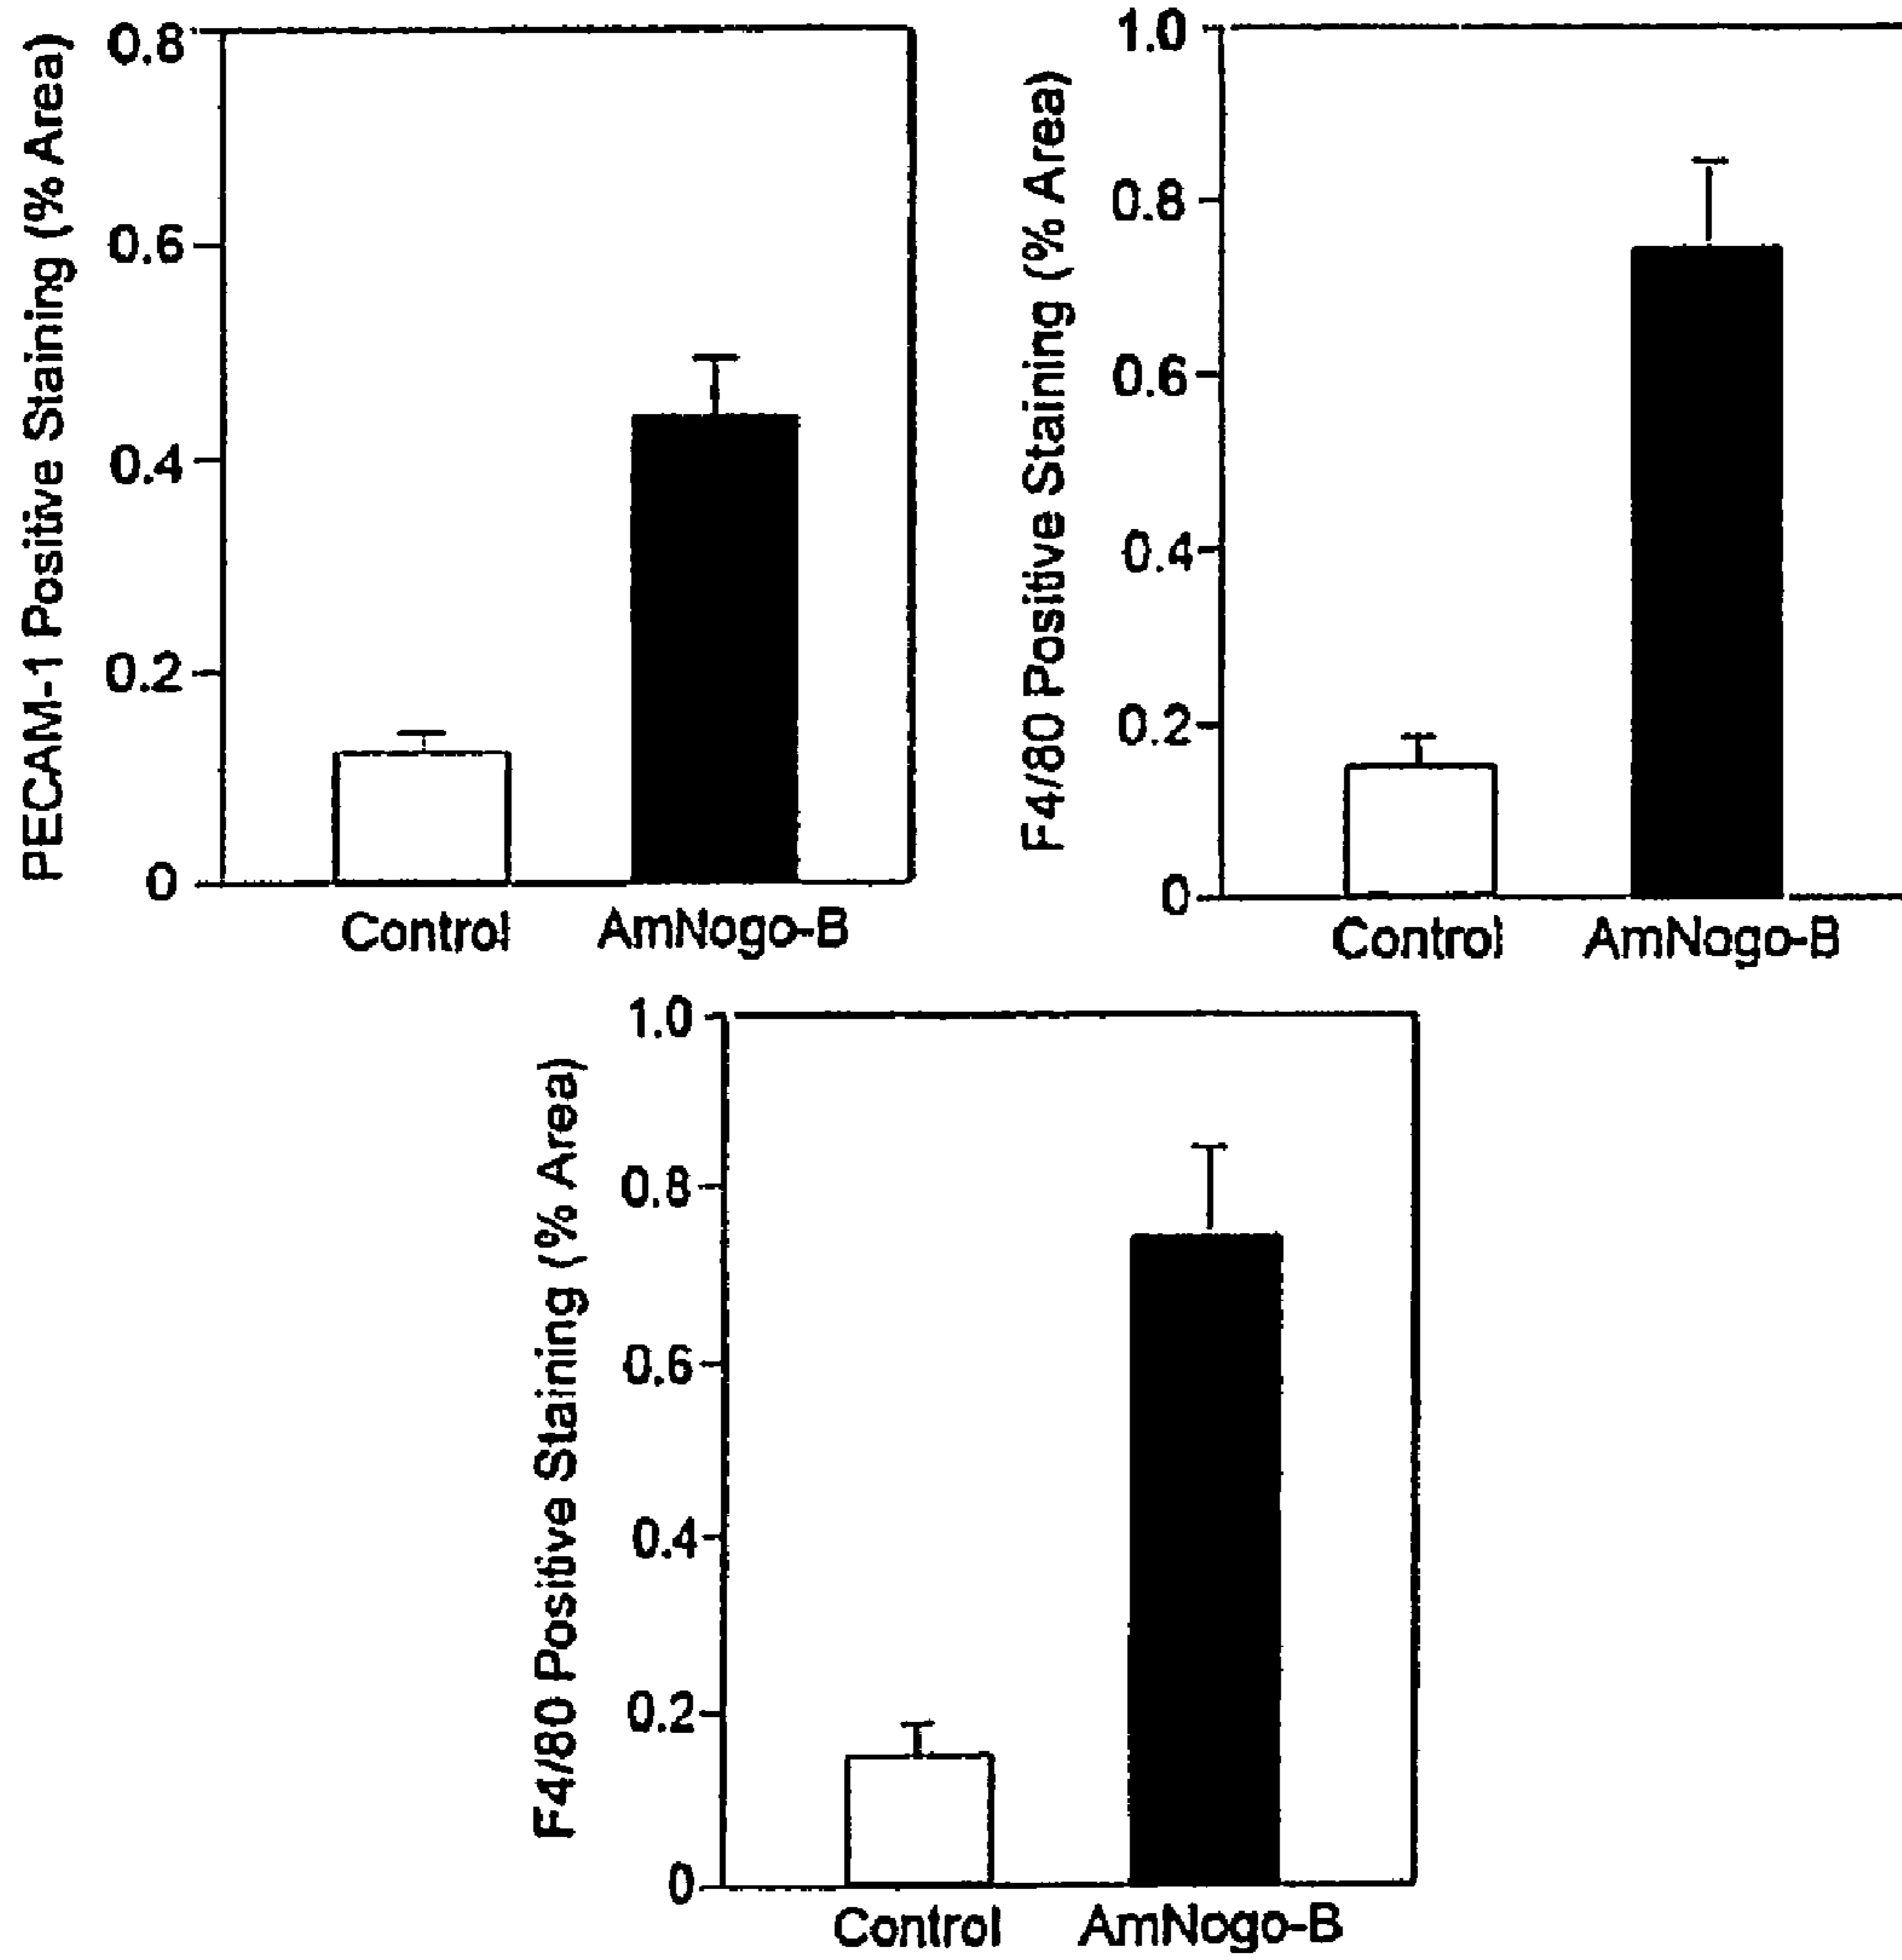 PECAM-1 Positive Staining (% Area)
0.8
0.6
0.4
0.2
0
Control AmNogo-B
F4/80 Positive Staining (% Area)
1.0
0.8
0.6
0.4
0.2
0
Control AmNogo-B
F4/80 Positive Staining (% Area)
1.0
0.8
0.6
0.4
0.2
0
Control AmNogo-B